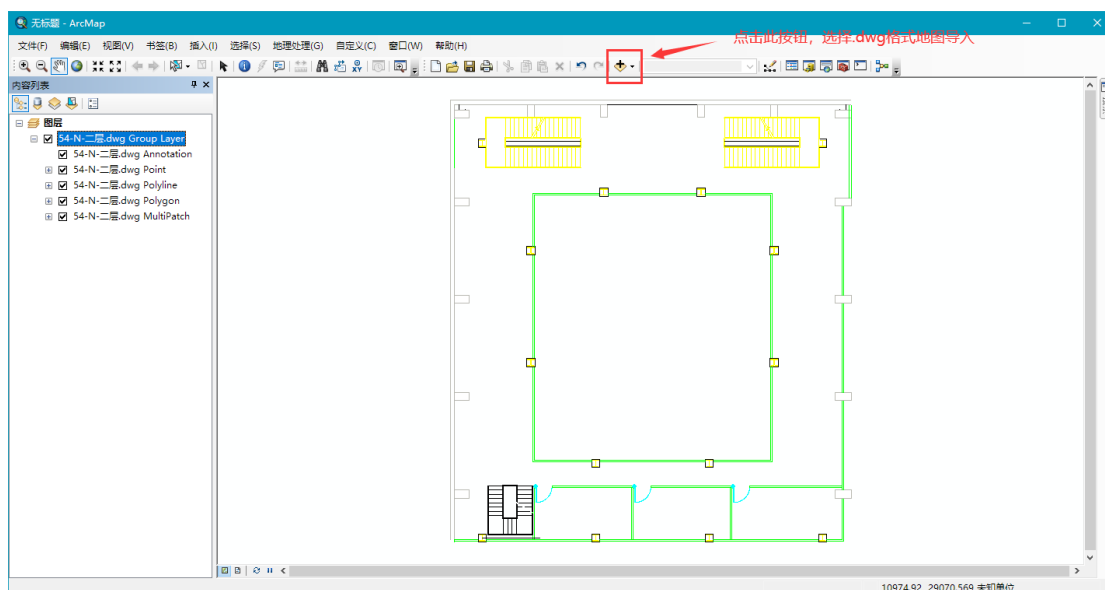 无标题 - ArcMap
文件(F) 编辑(E) 视图(V) 书签(B) 插入(I) 选择(S) 地理处理(G) 自定义(C) 窗口(W) 帮助(H)
点击此按钮，选择.dwg格式地图导入
内容列表
图层
54-N-二层.dwg Group Layer
54-N-二层.dwg Annotation
54-N-二层.dwg Point
54-N-二层.dwg Polyline
54-N-二层.dwg Polygon
54-N-二层.dwg MultiPatch
10974.92 29070.569 未知单位